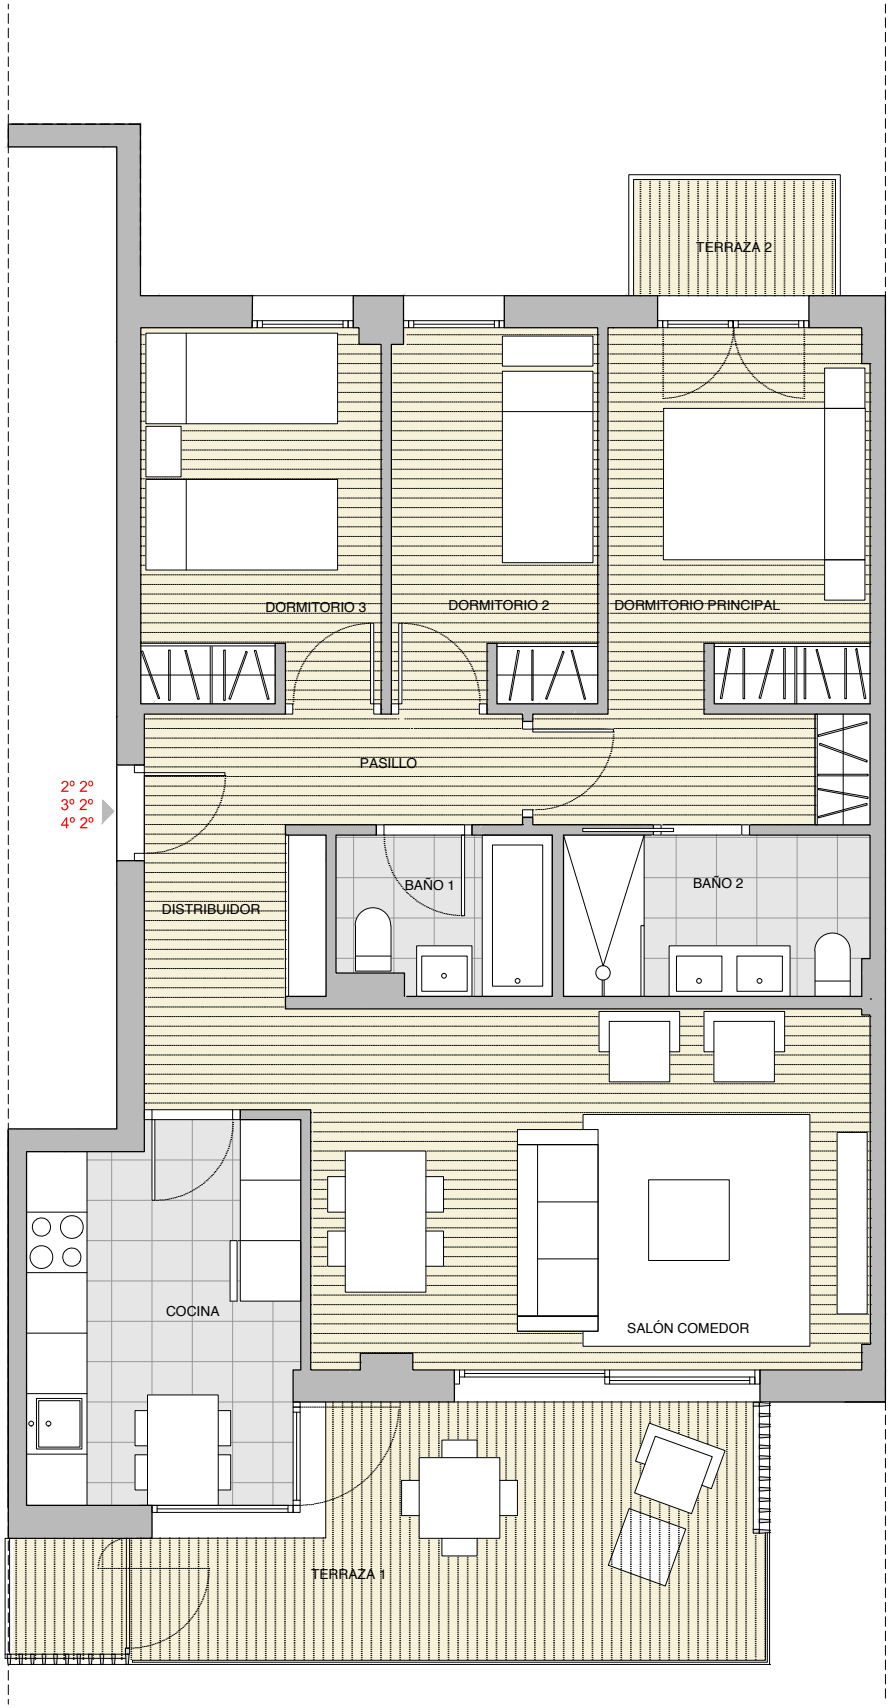 TERRAZA 2
DORMITORIO 3
DORMITORIO 2
DORMITORIO PRINCIPAL
PASILLO
2º 2º
3º 2º
4º 2º
BAÑO 1
BAÑO 2
DISTRIBUIDOR
COCINA
SALÓN COMEDOR
TERRAZA 1